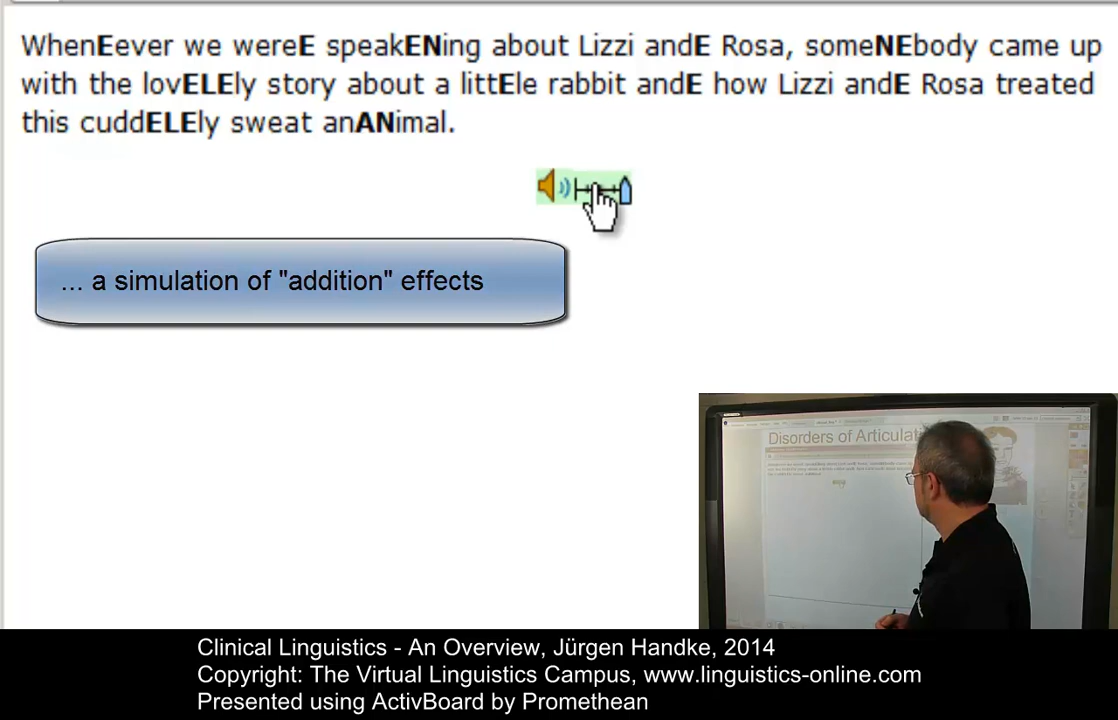 WhenEever we wereE speakENing about Lizzi andE Rosa, someNEbody came up
with the lovELEly story about a littEle rabbit andE how Lizzi andE Rosa treated
this cuddELEly sweat anANimal.
... a simulation of "addition" effects
Disorders of Articulati
Clinical Linguistics - An Overview, Jürgen Handke, 2014
Copyright: The Virtual Linguistics Campus, www.linguistics-online.com
Presented using ActivBoard by Promethean